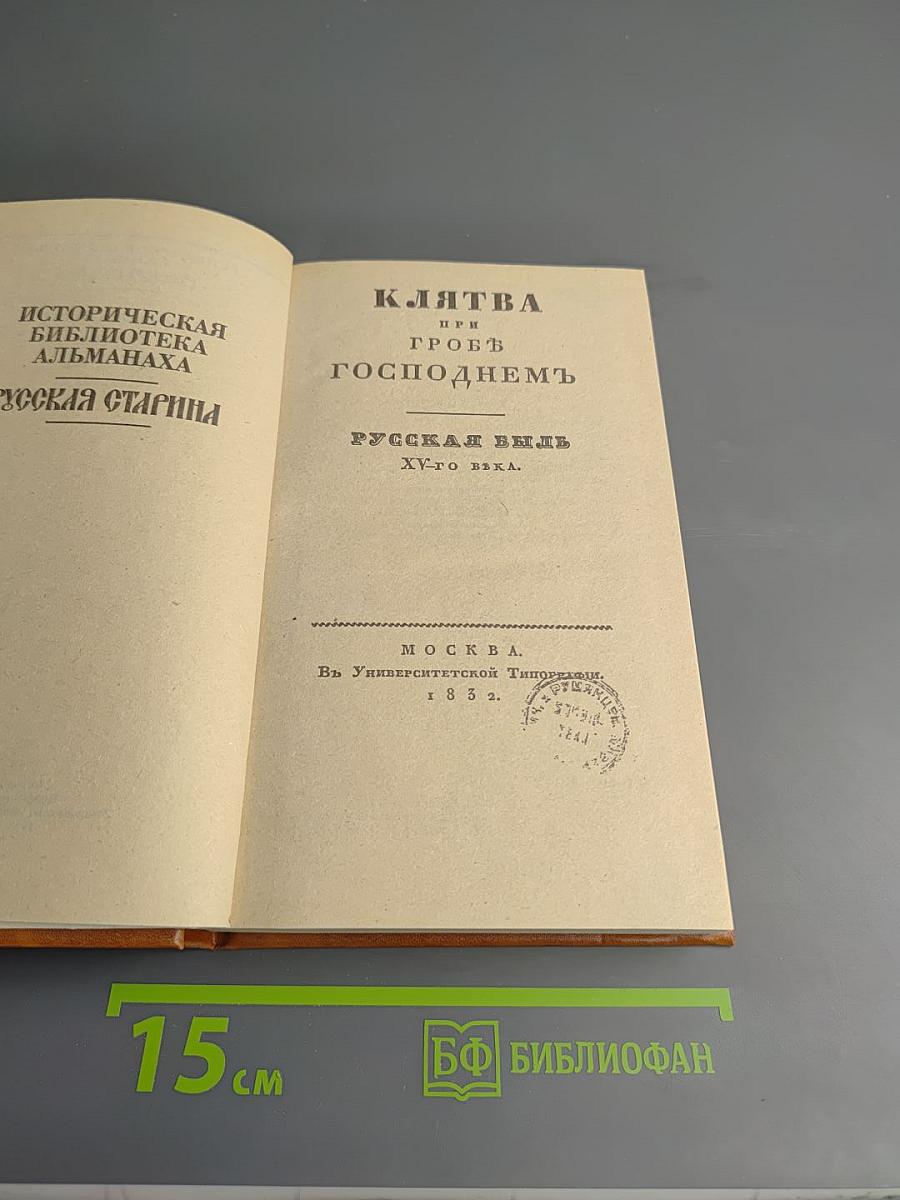 ИСТОРИЧЕСКАЯ
БИБЛИОТЕКА
АЛЬМАНАХА
РУССКАЯ СТАРИНА
КЛЯТВА
ПРИ
ГРОБѢ
ГОСПОДНЕМЪ
РУССКАЯ БЫЛЬ
XV-ГО ВѢКА.
МОСКВА.
Въ Университетской Типографіи.
1832.
РУМЯНЦОВ
15 см
БФ БИБЛИОФАН